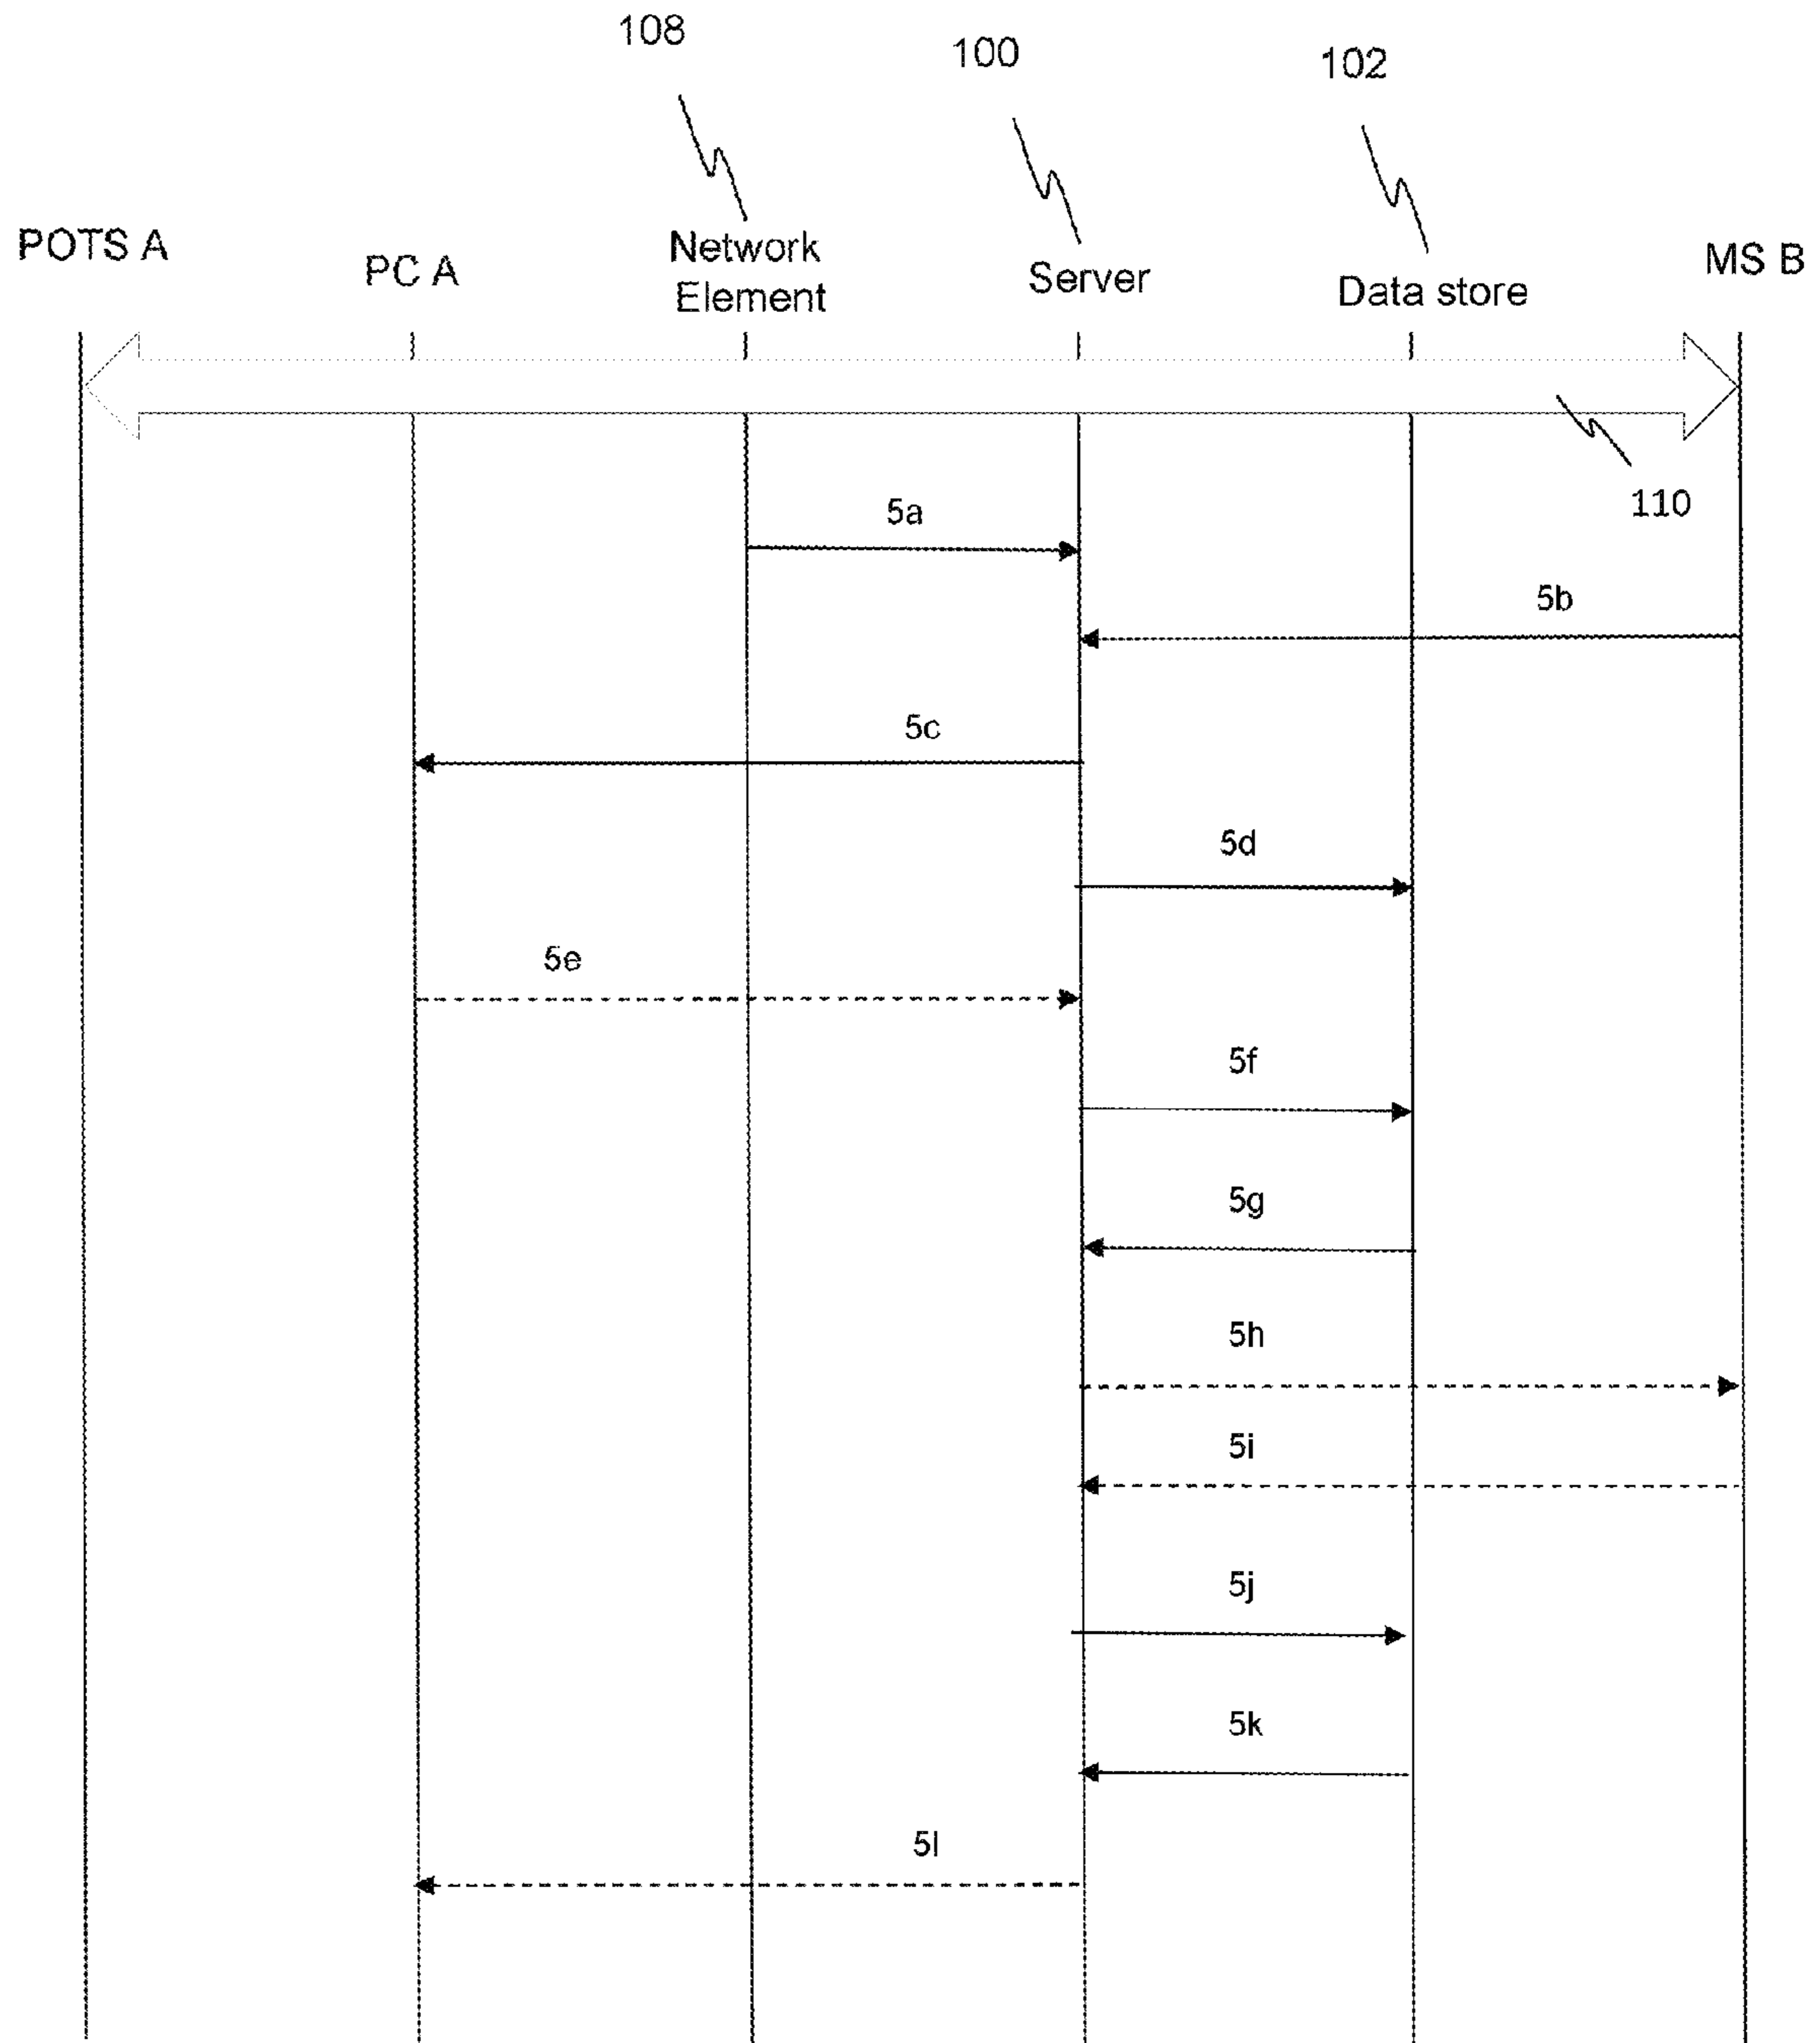 108
100
102
POTS A
PC A
Network
Element
Server
Data store
MS B
110
5a
5b
5c
5d
5e
5f
5g
5h
5i
5j
5k
5l